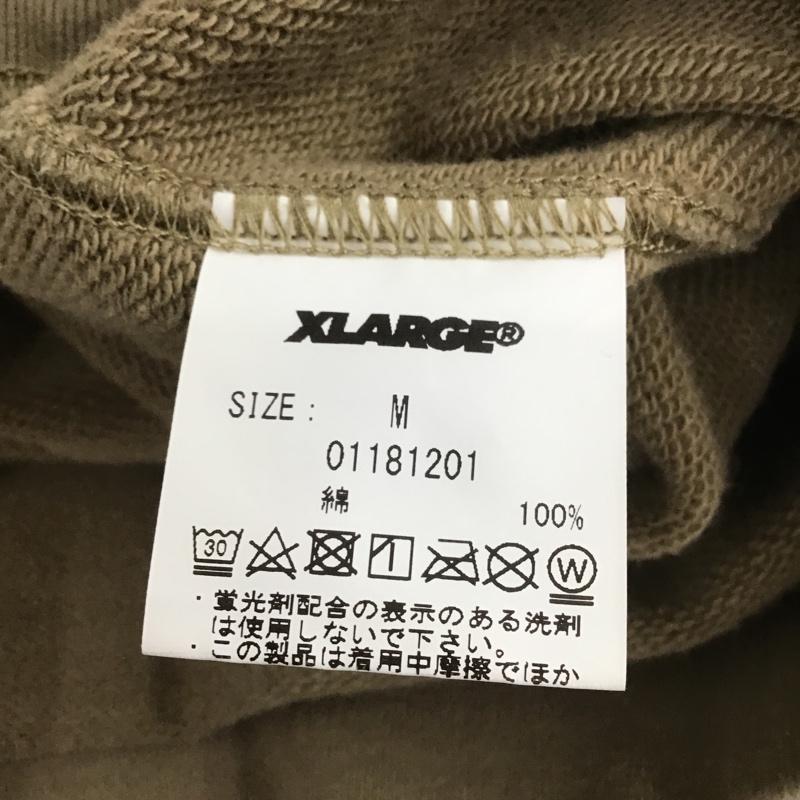 XLARGE®
SIZE: M
01181201
綿 100%
30
W
・蛍光剤配合の表示のある洗剤
は使用しないで下さい。
・この製品は着用中摩擦でほか